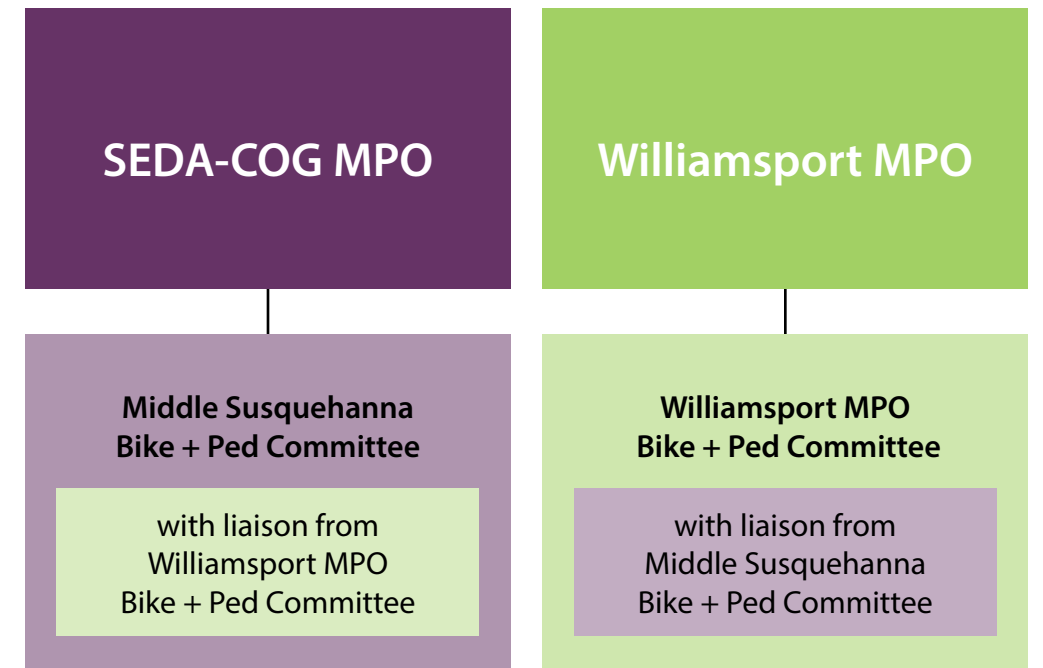 SEDA-COG MPO
Williamsport MPO
Middle Susquehanna
Bike + Ped Committee
with liaison from
Williamsport MPO
Bike + Ped Committee
Williamsport MPO
Bike + Ped Committee
with liaison from
Middle Susquehanna
Bike + Ped Committee